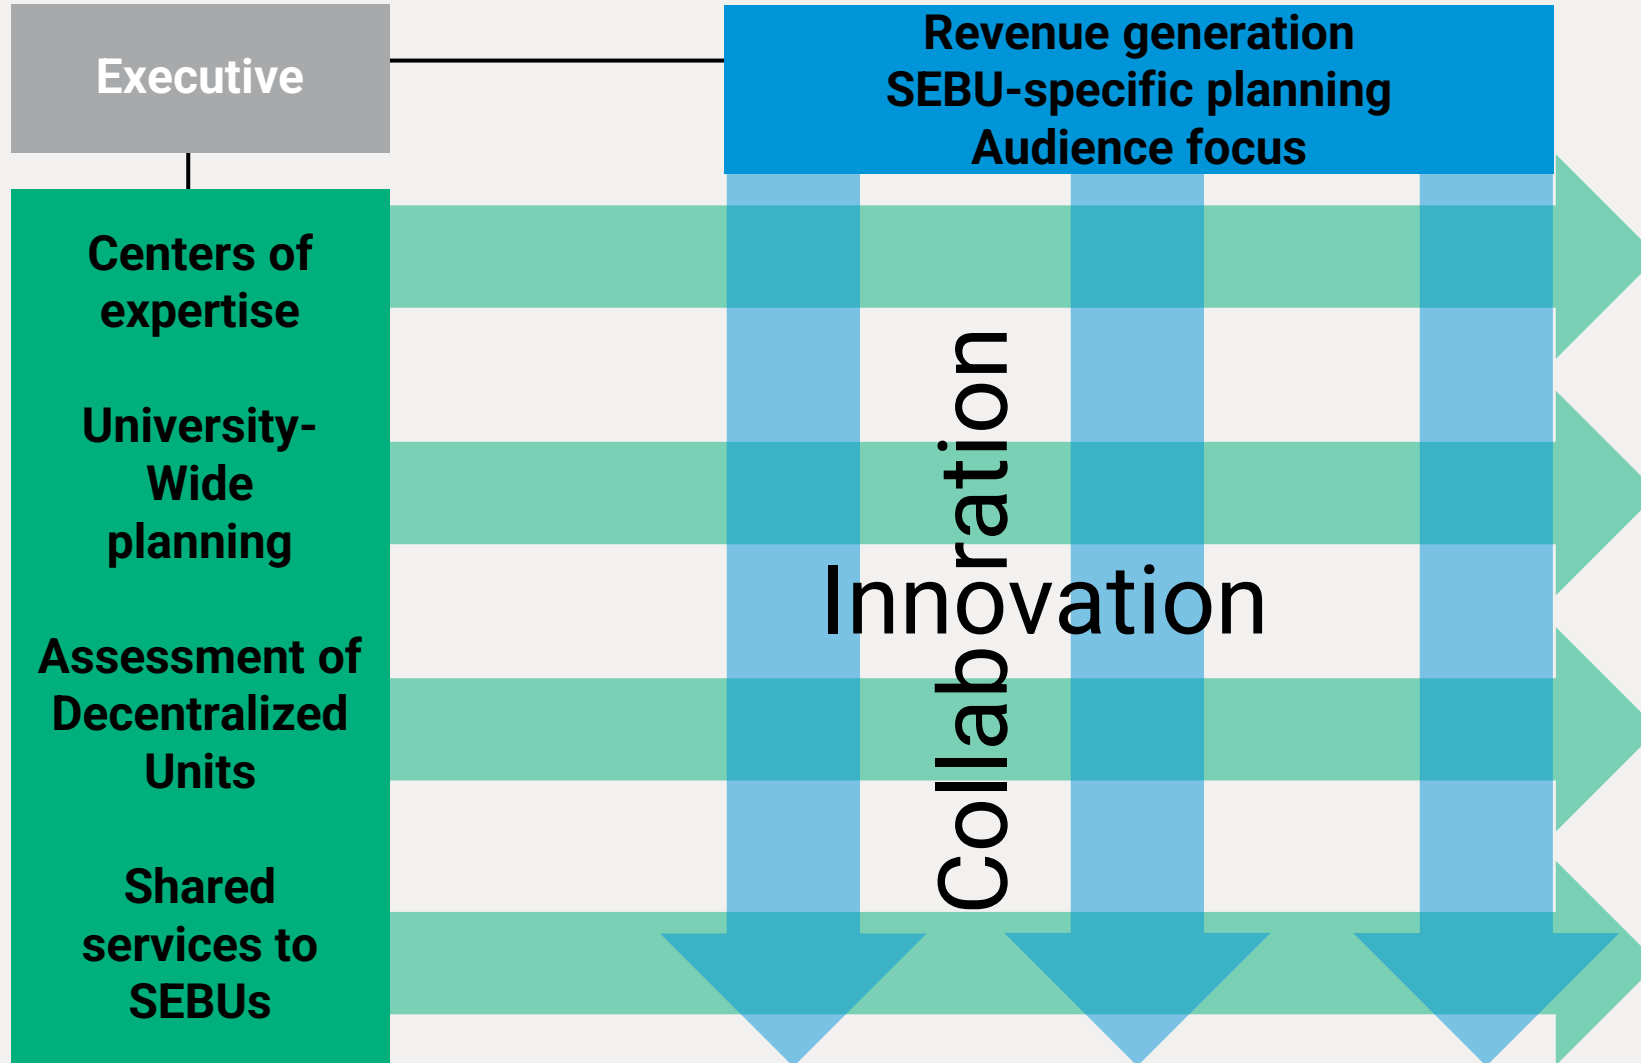 Executive
Revenue generation
SEBU-specific planning
Audience focus
Centers of
expertise
University-
Wide
planning
Assessment of
Decentralized
Units
Shared
services to
SEBUs
Collaboration
Innovation